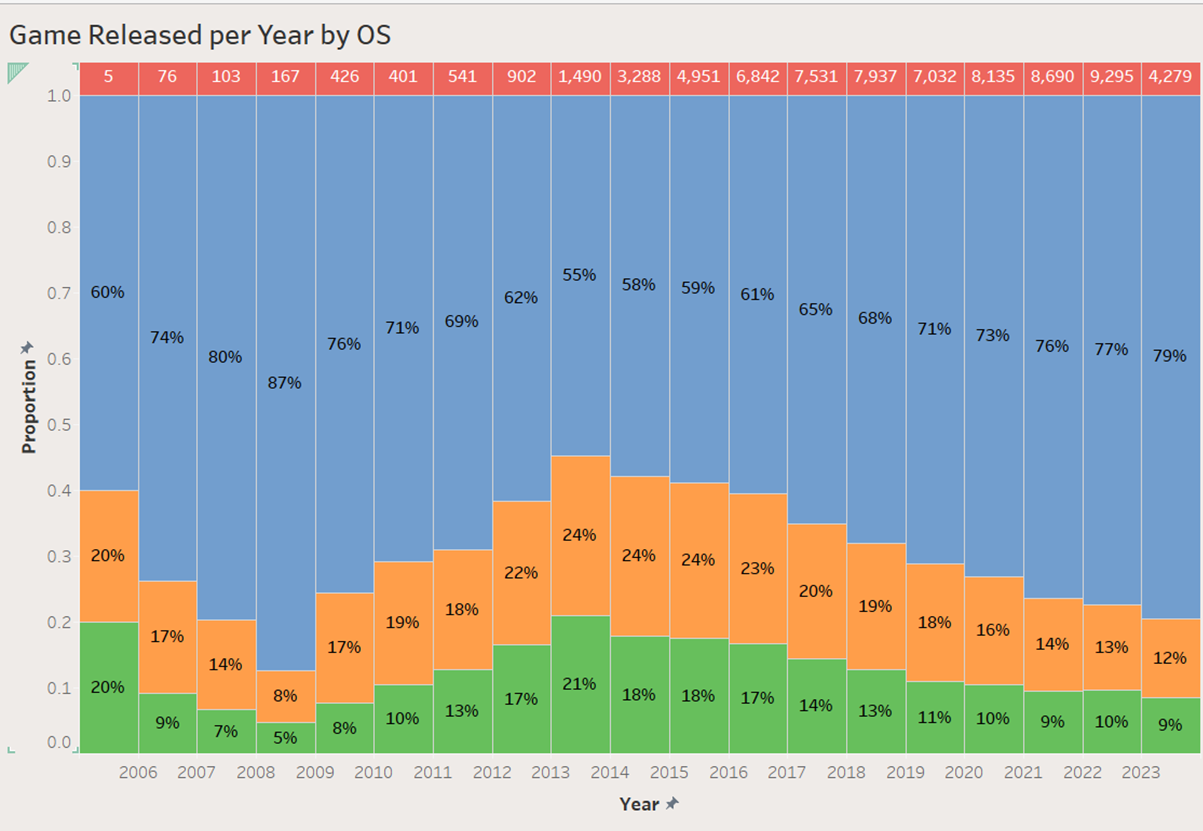 Game Released per Year by OS
5 76 103 167 426 401 541 902 1,490 3,288 4,951 6,842 7,531 7,937 7,032 8,135 8,690 9,295 4,279
1.0
0.9
0.8
0.7
0.6
0.5
0.4
0.3
0.2
0.1
0.0
Proportion
60% 74% 80% 87% 76% 71% 69% 62% 55% 58% 59% 61% 65% 68% 71% 73% 76% 77% 79%
20% 17% 14% 8% 17% 19% 18% 22% 24% 24% 24% 23% 20% 19% 18% 16% 14% 13% 12%
20% 9% 7% 5% 8% 10% 13% 17% 21% 18% 18% 17% 14% 13% 11% 10% 9% 10% 9%
2006 2007 2008 2009 2010 2011 2012 2013 2014 2015 2016 2017 2018 2019 2020 2021 2022 2023
Year